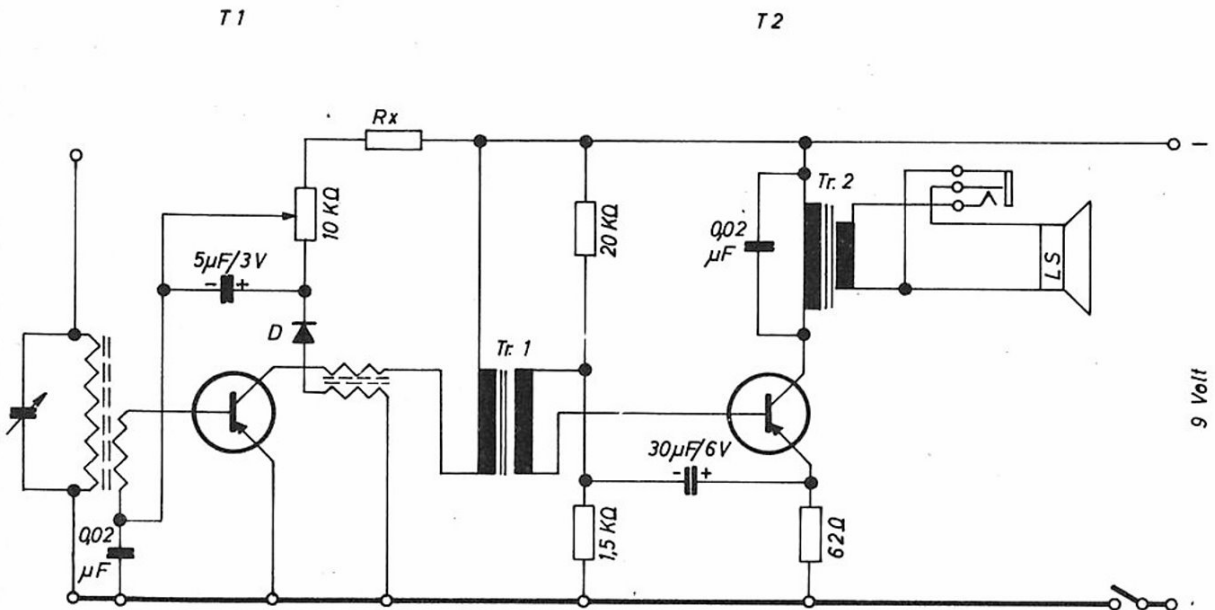 T 1
T 2
Rx
–
10 KΩ
20 KΩ
Tr. 2
0,02
μF
LS
5μF/3V
- +
D
Tr. 1
9 Volt
30μF/6V
- +
0,02
μF
1,5 KΩ
62Ω